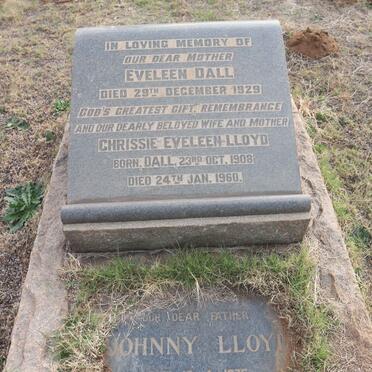 IN LOVING MEMORY OF
OUR DEAR MOTHER
EVELEEN DALL
DIED 29TH DECEMBER 1929
GOD'S GREATEST GIFT, REMEMBRANCE
AND OUR DEARLY BELOVED WIFE AND MOTHER
CHRISSIE EVELEEN LLOYD
BORN. DALL, 23RD OCT, 1908
DIED 24TH JAN, 1960.
OUR DEAR FATHER
JOHNNY LLOYD